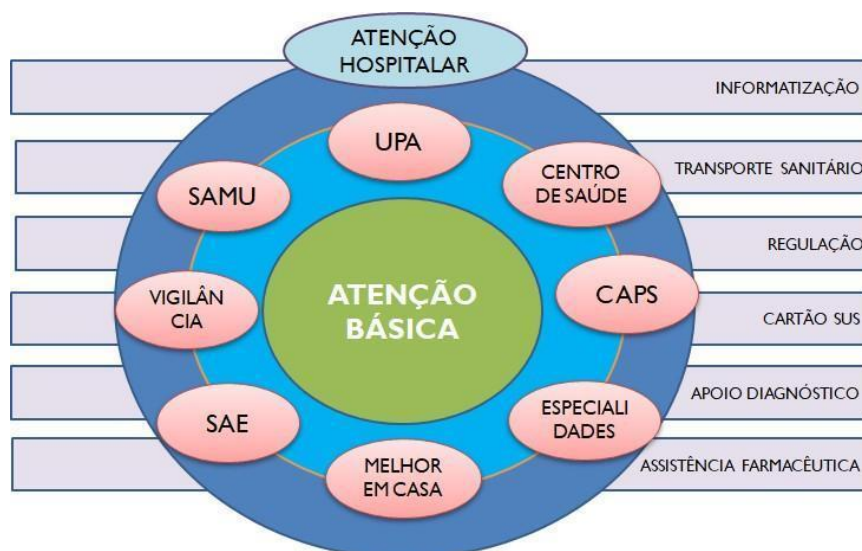 ATENÇÃO
HOSPITALAR
INFORMATIZAÇÃO
UPA
CENTRO
DE SAÚDE
TRANSPORTE SANITÁRIO
SAMU
REGULAÇÃO
ATENÇÃO
BÁSICA
VIGILÂN
CIA
CAPS
CARTÃO SUS
APOIO DIAGNÓSTICO
SAE
ESPECIALI
DADES
MELHOR
EM CASA
ASSISTÊNCIA FARMACÊUTICA